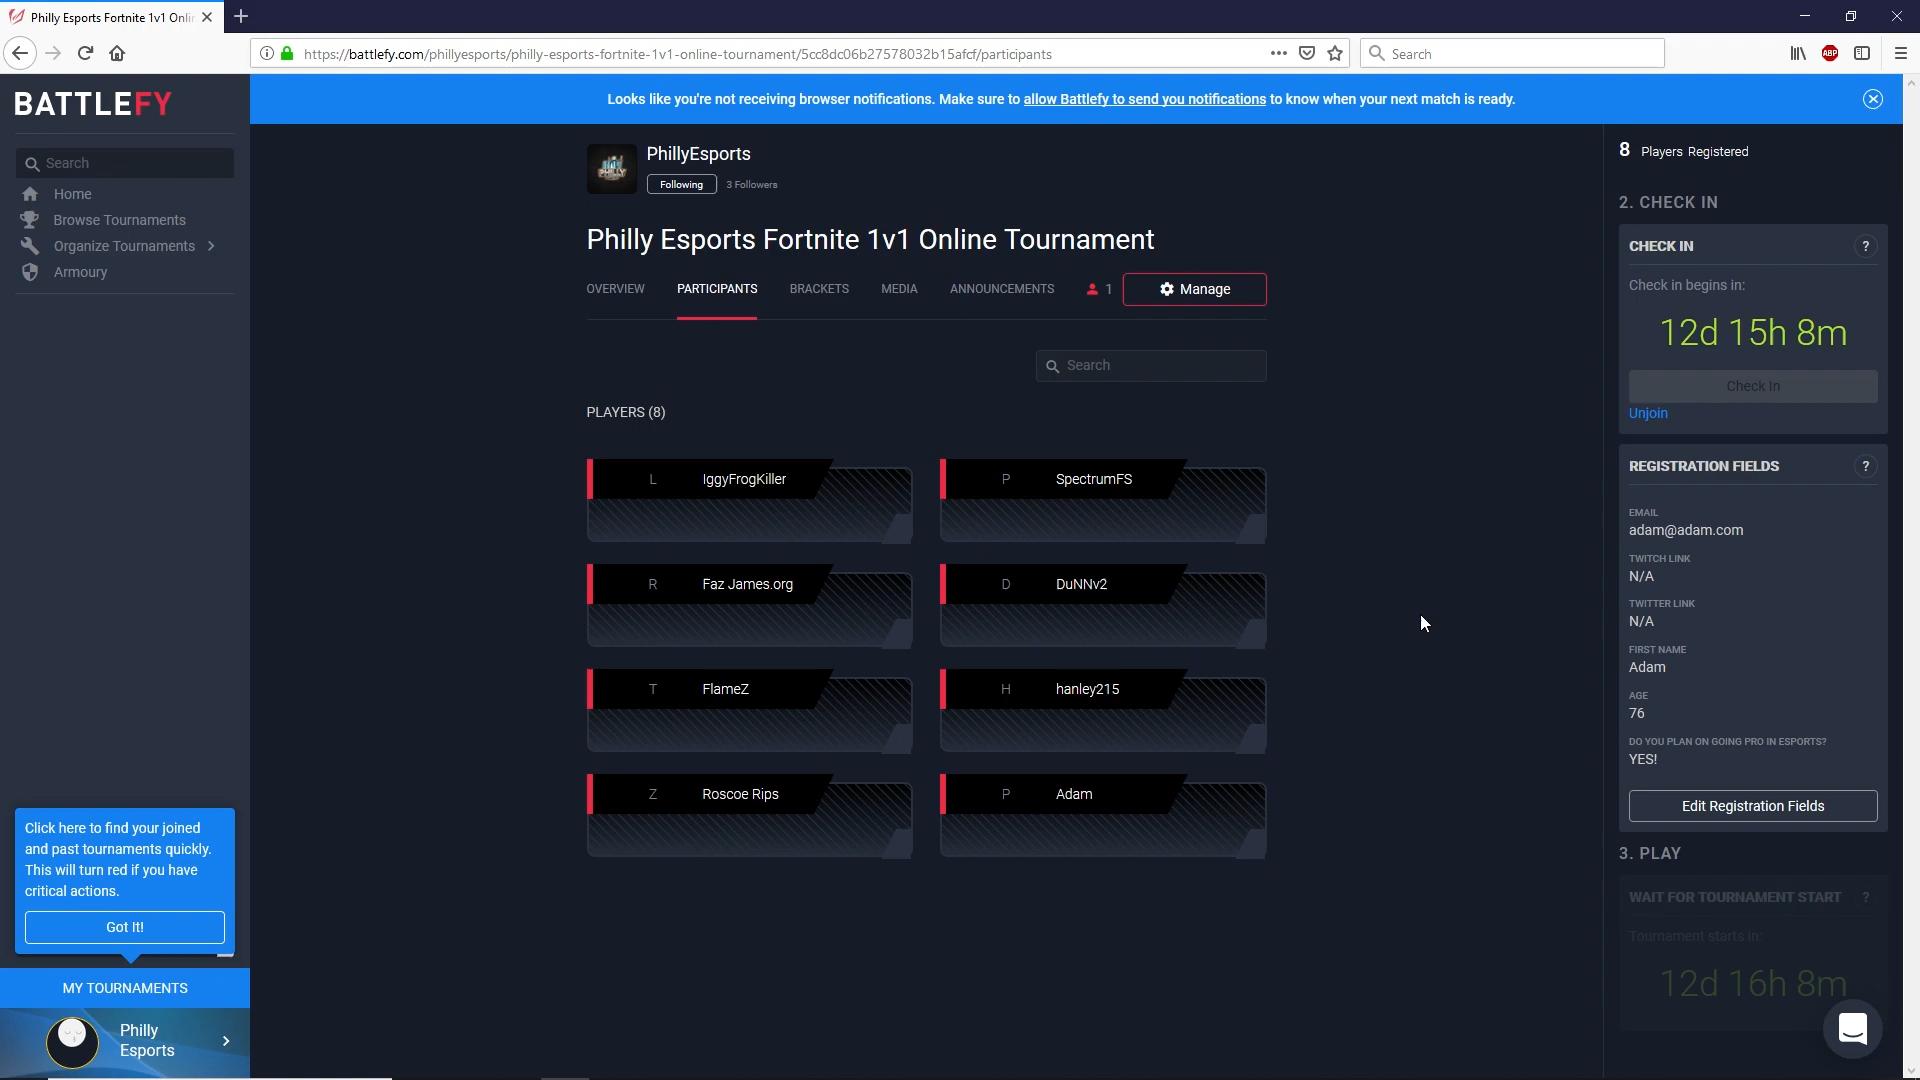 Philly Esports Fortnite 1v1 Onlin
https://battlefy.com/phillyesports/philly-esports-fortnite-1v1-online-tournament/5cc8dc06b27578032b15afcf/participants
Search
ABP
BATTLEFY
Search
Home
Browse Tournaments
Organize Tournaments
Armoury
Looks like you're not receiving browser notifications. Make sure to allow Battlefy to send you notifications to know when your next match is ready.
PhillyEsports
Following 3 Followers
Philly Esports Fortnite 1v1 Online Tournament
OVERVIEW PARTICIPANTS BRACKETS MEDIA ANNOUNCEMENTS 1 Manage
Search
PLAYERS (8)
L IggyFrogKiller
P SpectrumFS
R Faz James.org
D DuNNv2
T FlameZ
H hanley215
Z Roscoe Rips
P Adam
8 Players Registered
2. CHECK IN
CHECK IN ?
Check in begins in:
12d 15h 8m
Check In
Unjoin
REGISTRATION FIELDS ?
EMAIL
adam@adam.com
TWITCH LINK
N/A
TWITTER LINK
N/A
FIRST NAME
Adam
AGE
76
DO YOU PLAN ON GOING PRO IN ESPORTS?
YES!
Edit Registration Fields
3. PLAY
WAIT FOR TOURNAMENT START ?
Tournament starts in:
12d 16h 8m
Click here to find your joined
and past tournaments quickly.
This will turn red if you have
critical actions.
Got It!
MY TOURNAMENTS
Philly
Esports